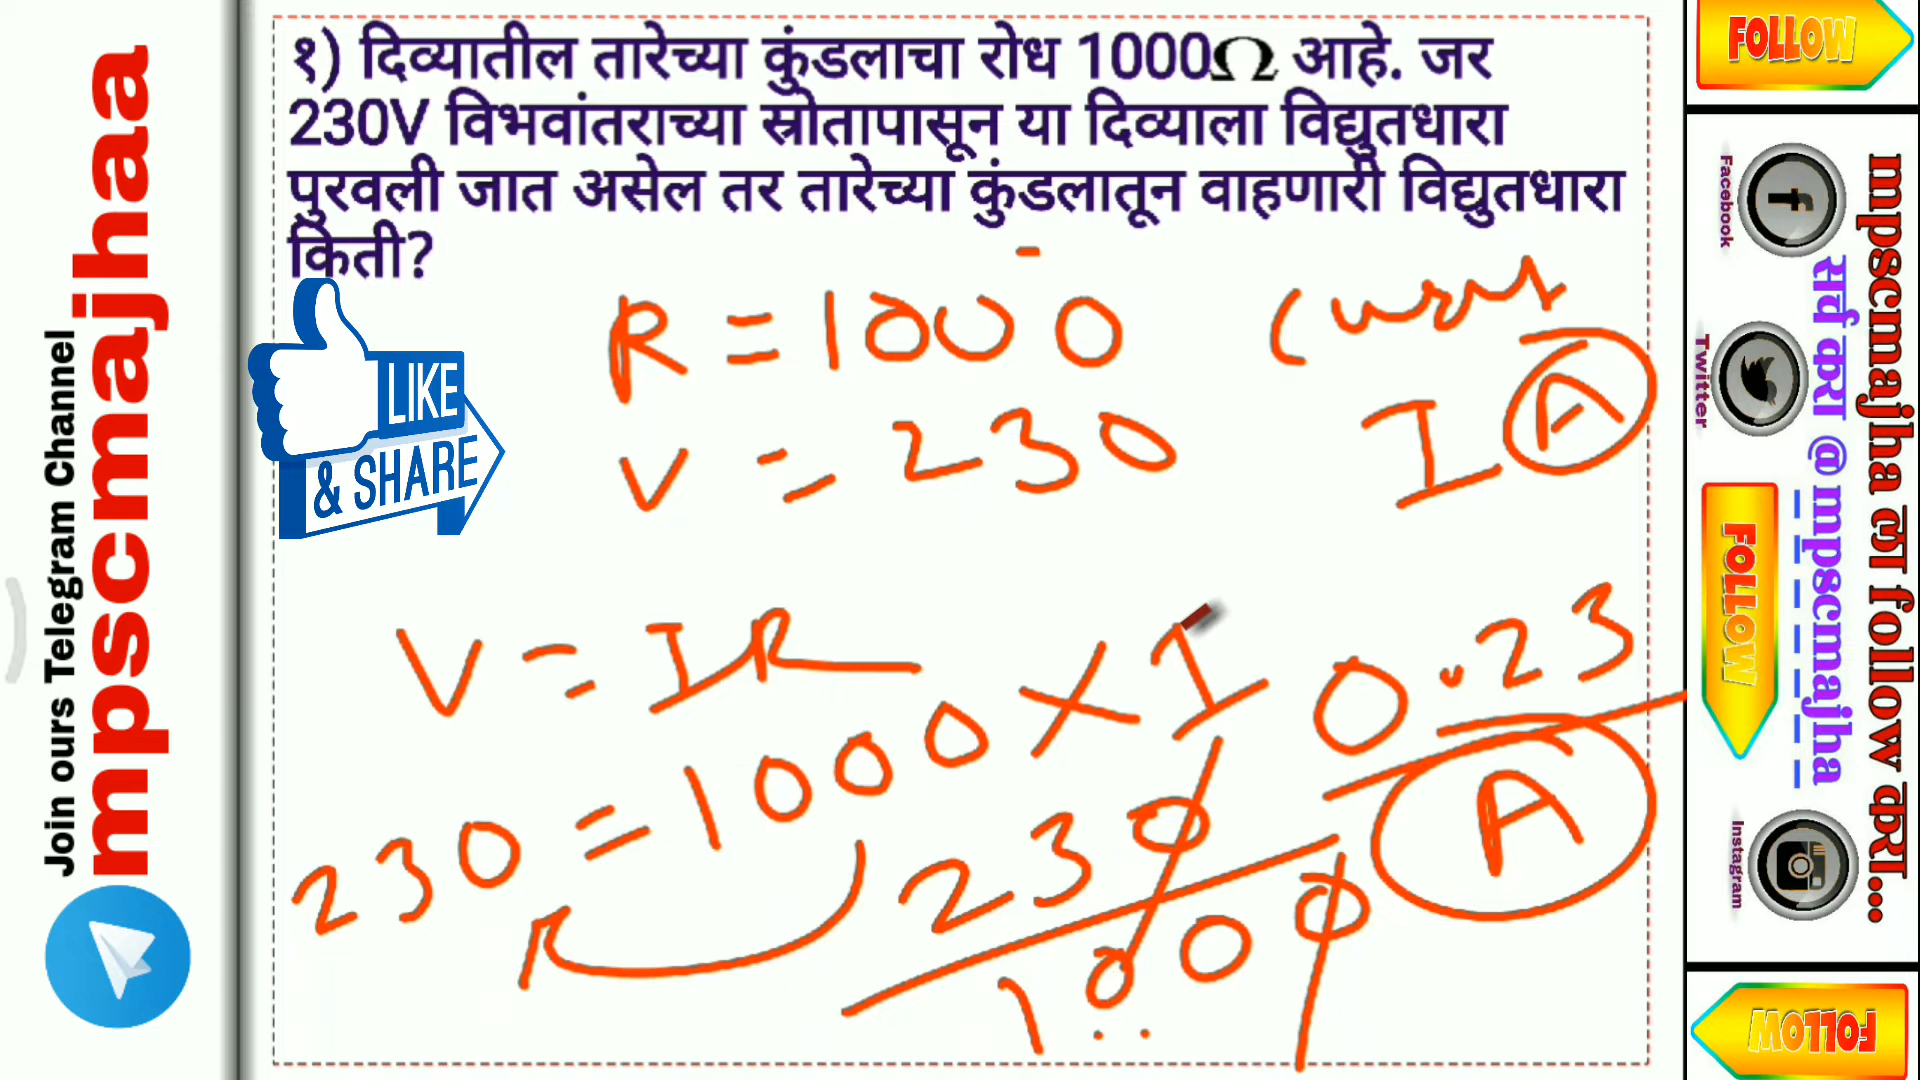 Join ours Telegram Channel
mpscmajhaa
१) दिव्यातील तारेच्या कुंडलाचा रोध 1000Ω आहे. जर
230V विभवांतराच्या स्रोतापासून या दिव्याला विद्युतधारा
पुरवली जात असेल तर तारेच्या कुंडलातून वाहणारी विद्युतधारा
किती?
LIKE
& SHARE
R = 1000
V = 230
I A
V = IR
230 = 1000 X I
230
1000
0.23
A
FOLLOW
Facebook
Twitter
FOLLOW
Instagram
mpscmajha ला follow करा...
सर्च करा @mpscmajha
FOLLOW